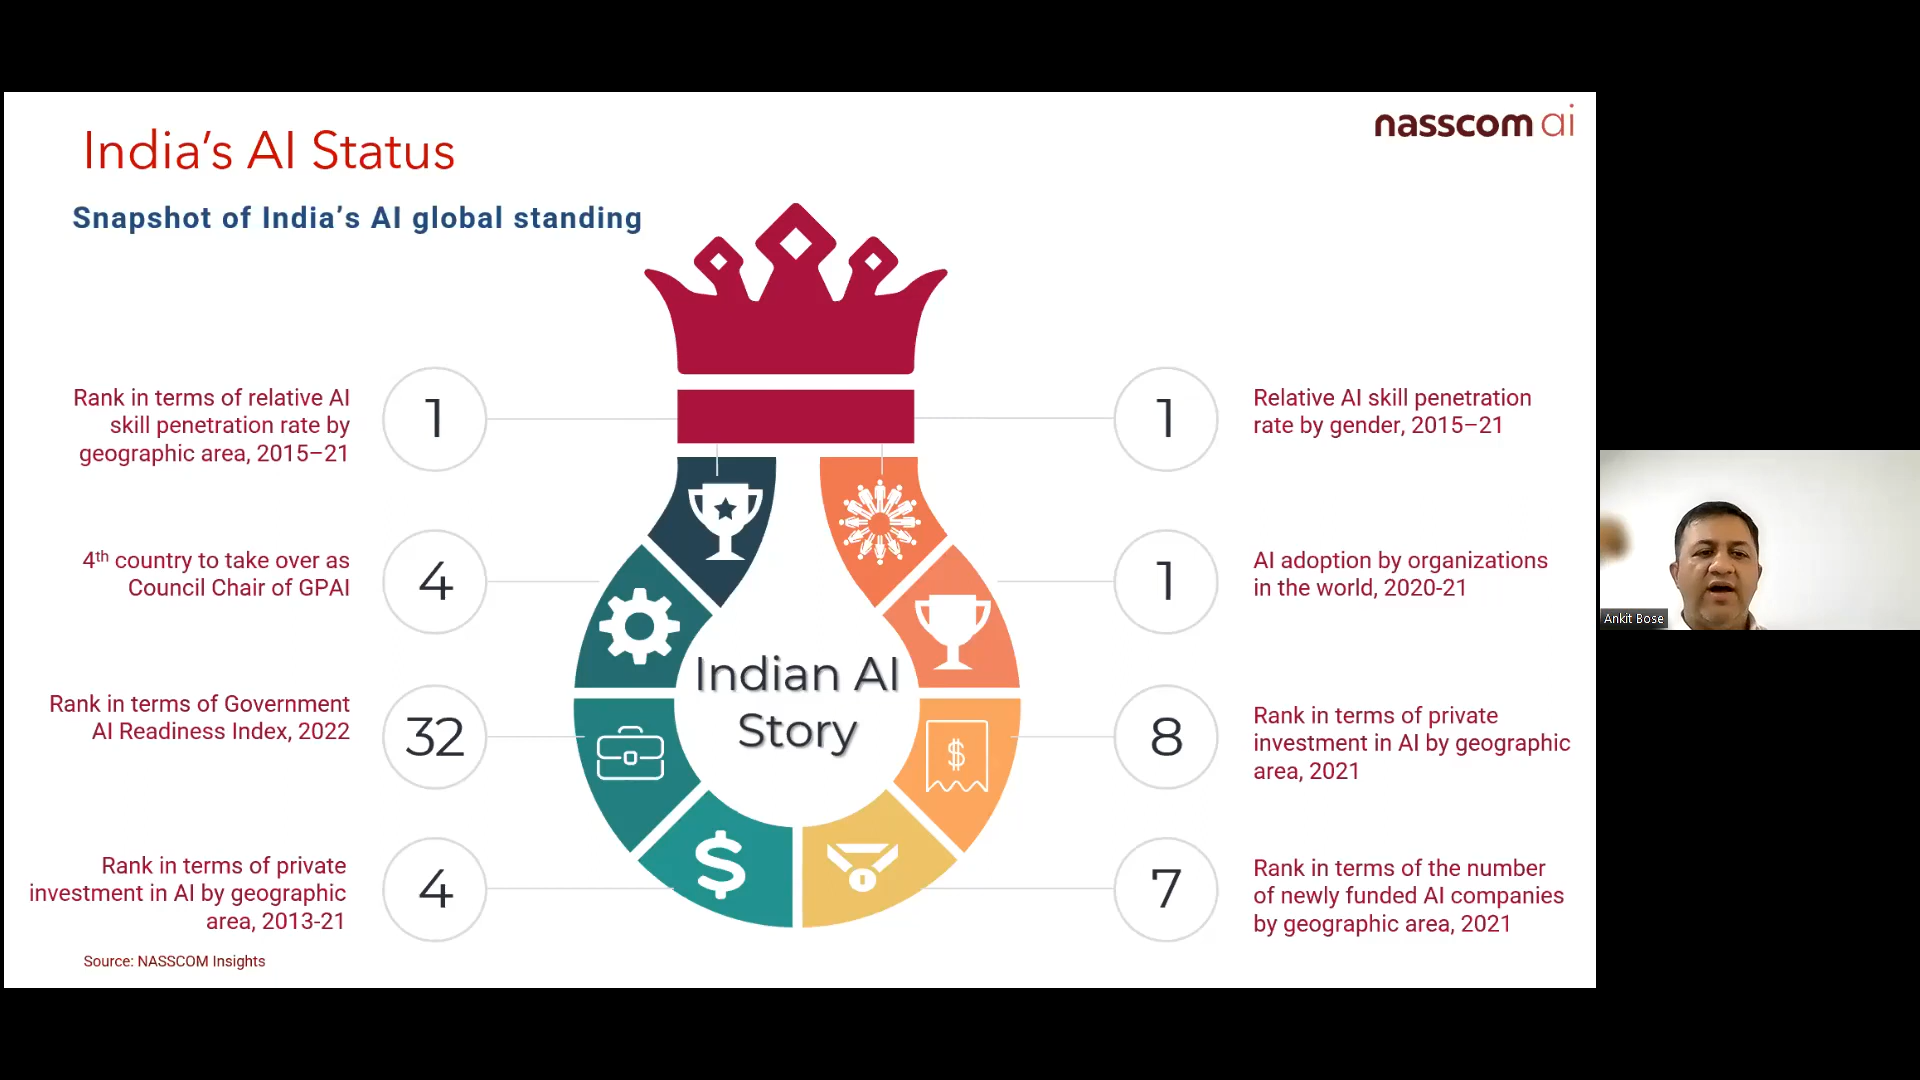 nasscom ai
India's AI Status
Snapshot of India's AI global standing
Rank in terms of relative AI
skill penetration rate by
geographic area, 2015–21
1
4th country to take over as
Council Chair of GPAI
4
Rank in terms of Government
AI Readiness Index, 2022
32
Rank in terms of private
investment in AI by geographic
area, 2013-21
4
Indian AI
Story
$
$
1
Relative AI skill penetration
rate by gender, 2015–21
1
AI adoption by organizations
in the world, 2020-21
8
Rank in terms of private
investment in AI by geographic
area, 2021
7
Rank in terms of the number
of newly funded AI companies
by geographic area, 2021
Source: NASSCOM Insights
Ankit Bose